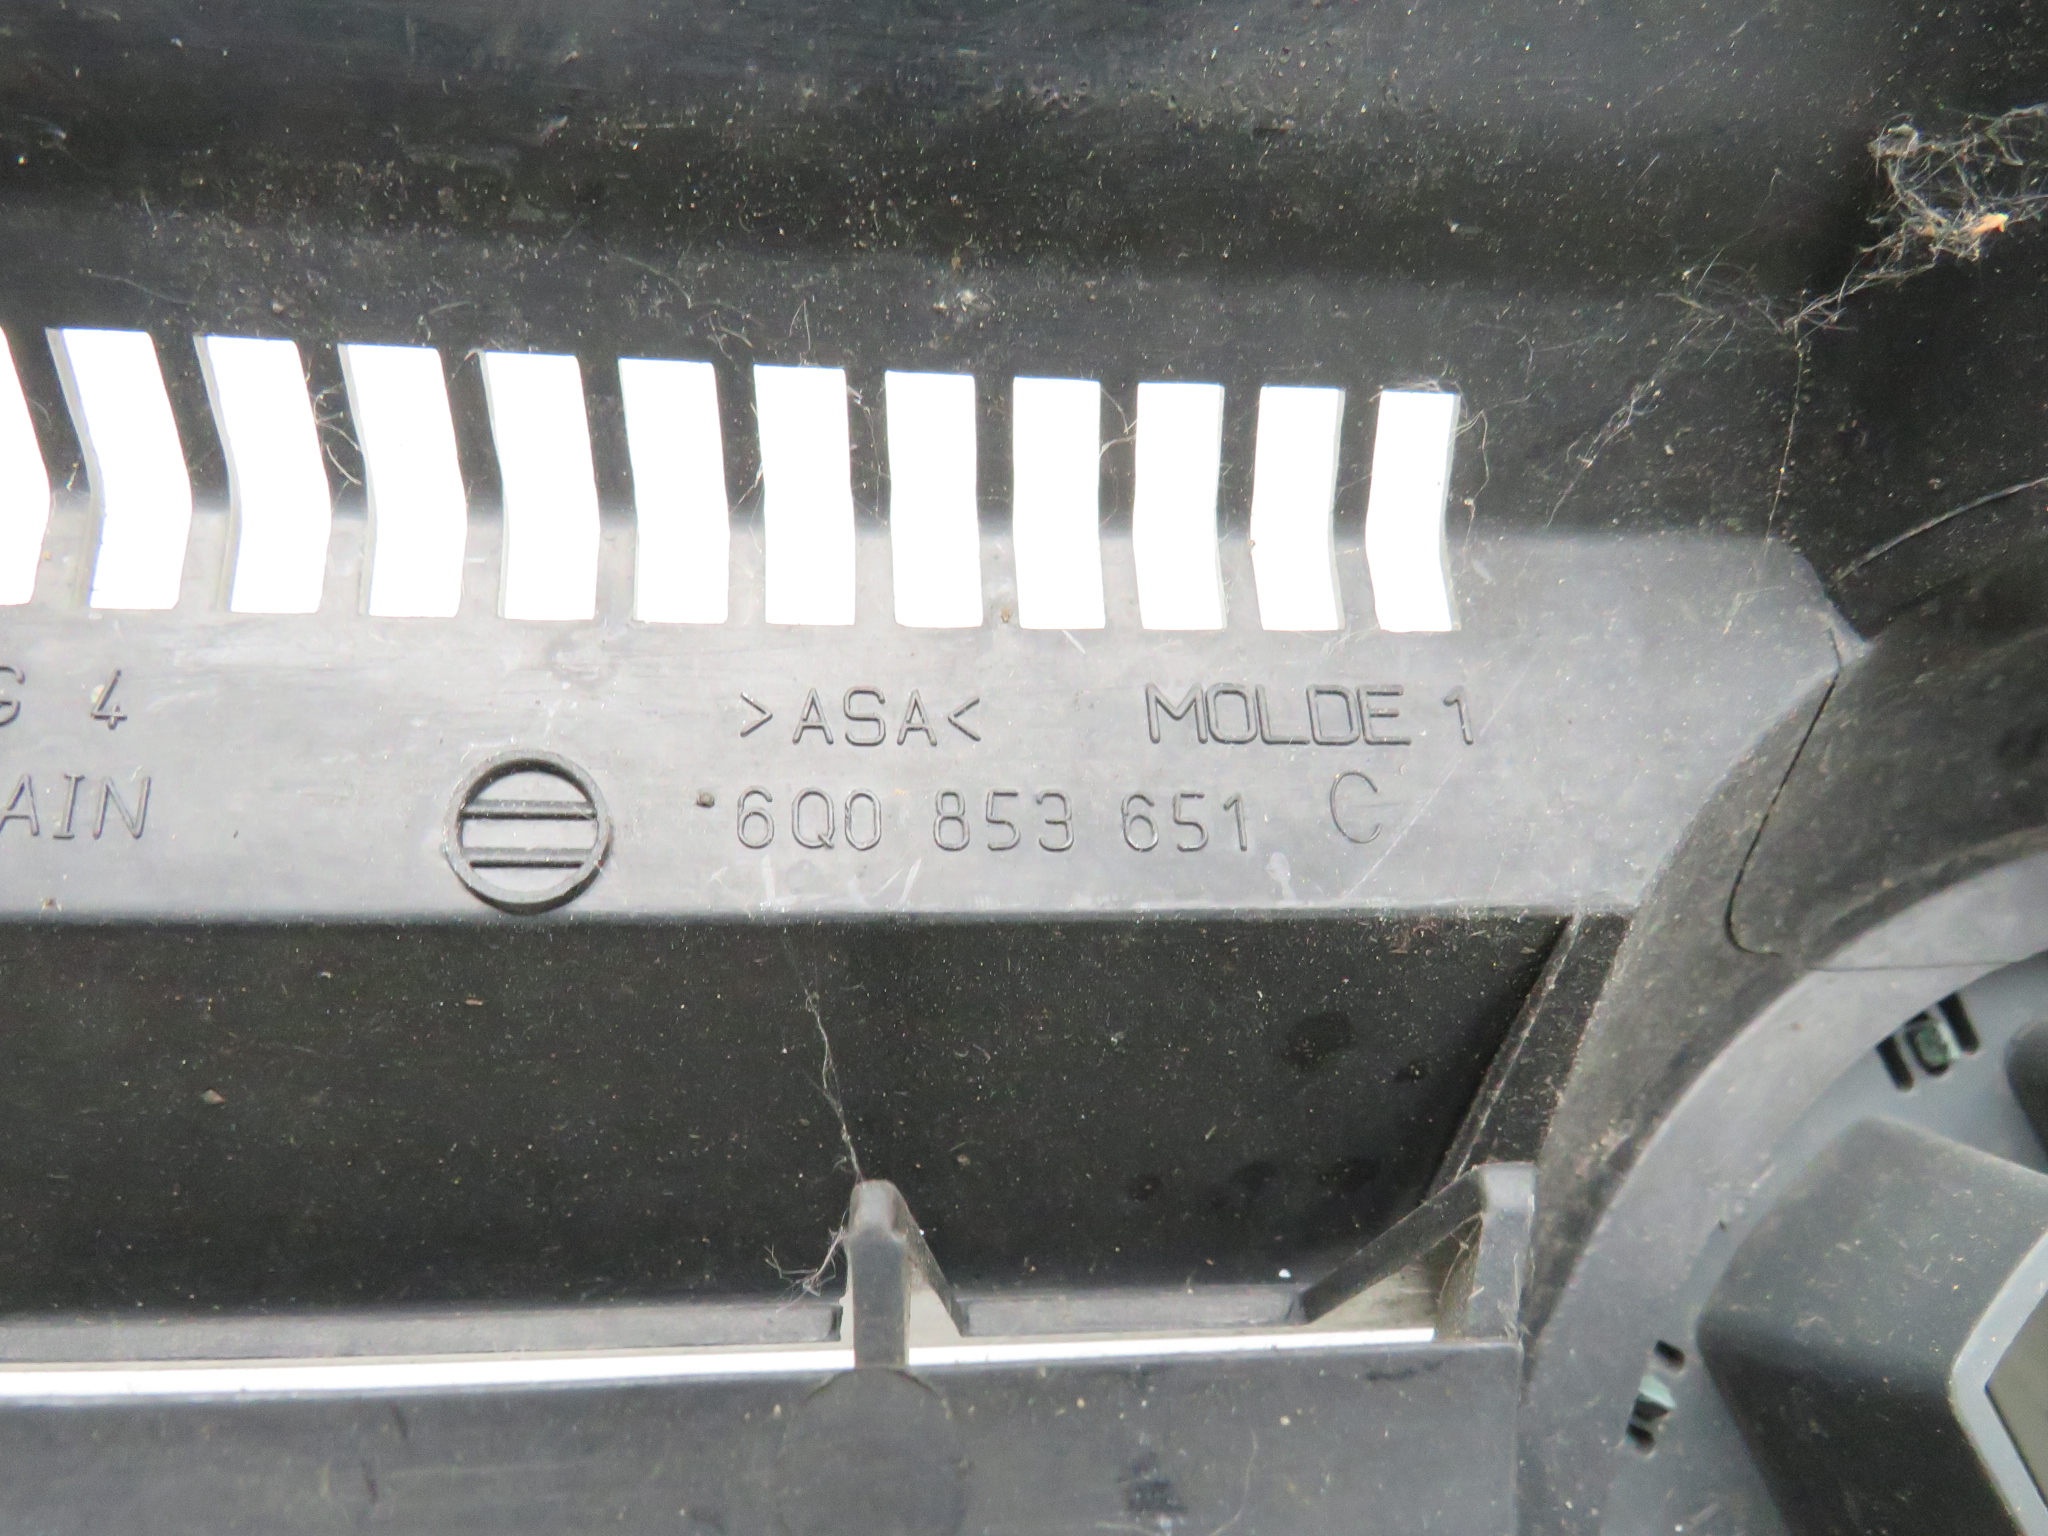 G 4
>ASA< MOLDE 1
AIN
6Q0 853 651 C